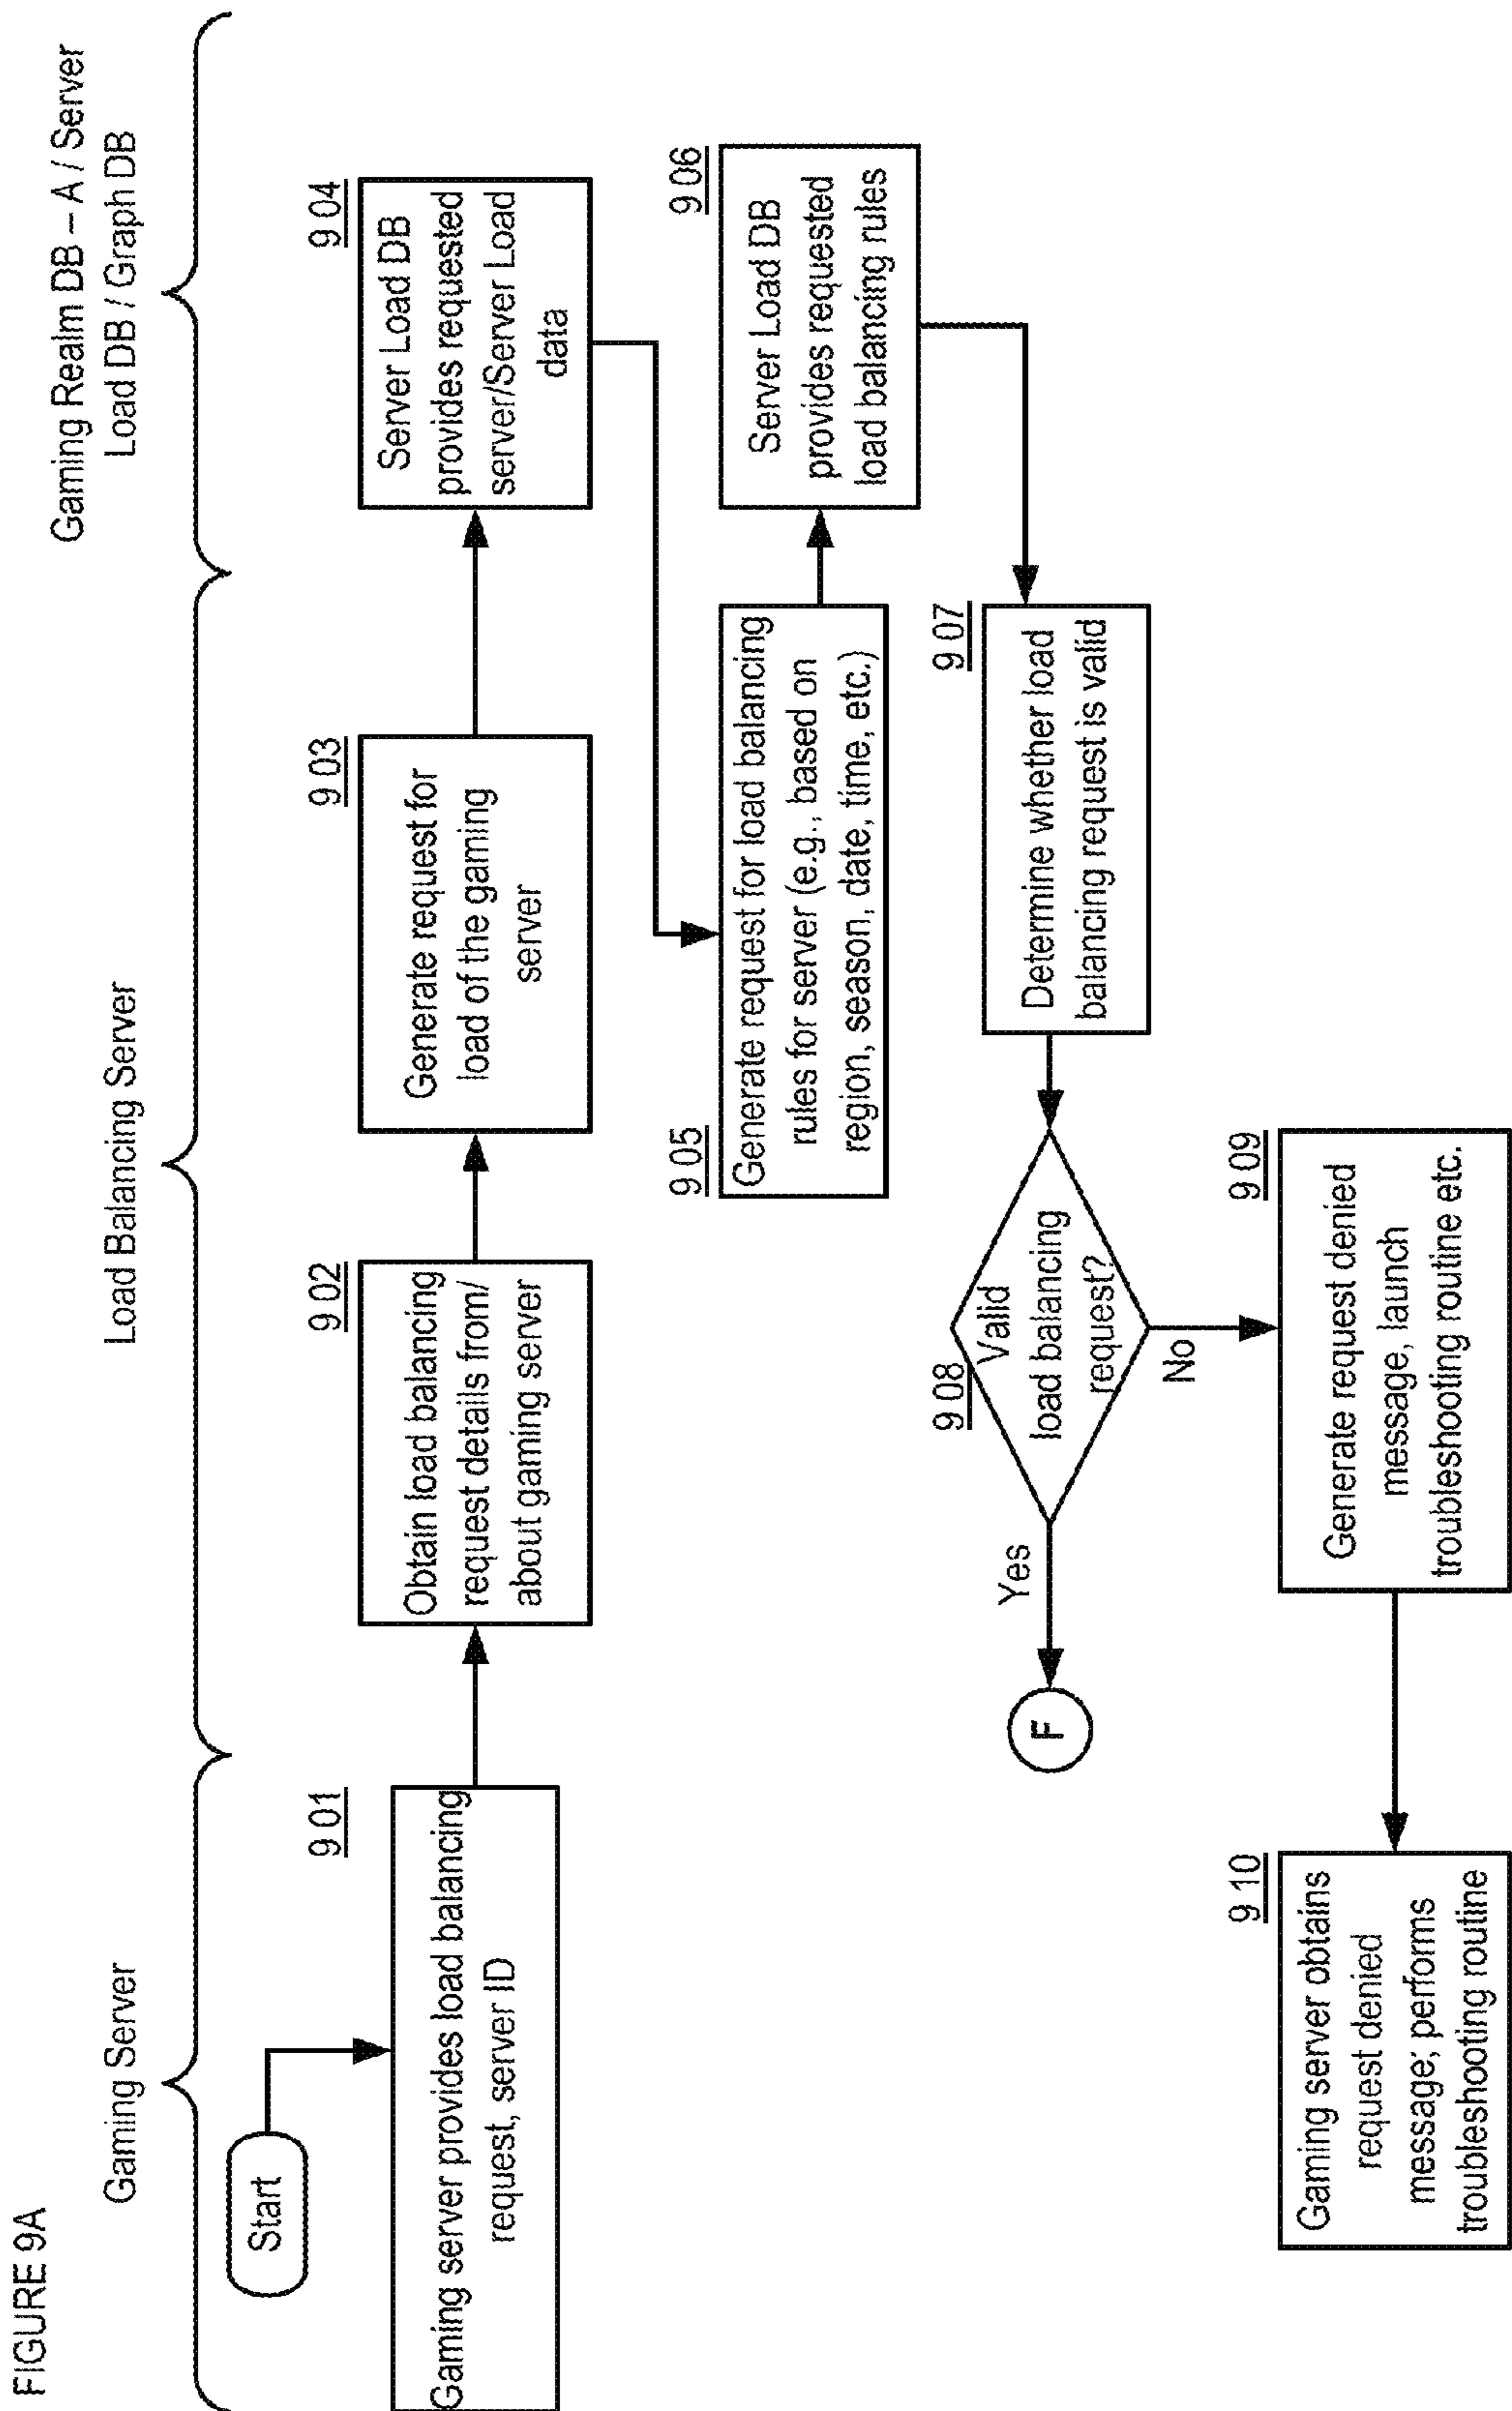 FIGURE 9A
Gaming Server
Load Balancing Server
Gaming Realm DB – A / Server
Load DB / Graph DB
Start
9 01
Gaming server provides load balancing
request, server ID
9 02
Obtain load balancing
request details from/
about gaming server
9 03
Generate request for
load of the gaming
server
9 04
Server Load DB
provides requested
server/Server Load
data
9 05
Generate request for load balancing
rules for server (e.g., based on
region, season, date, time, etc.)
9 06
Server Load DB
provides requested
load balancing rules
9 07
Determine whether load
balancing request is valid
9 08
Valid
load balancing
request?
Yes
F
No
9 09
Generate request denied
message, launch
troubleshooting routine etc.
9 10
Gaming server obtains
request denied
message; performs
troubleshooting routine